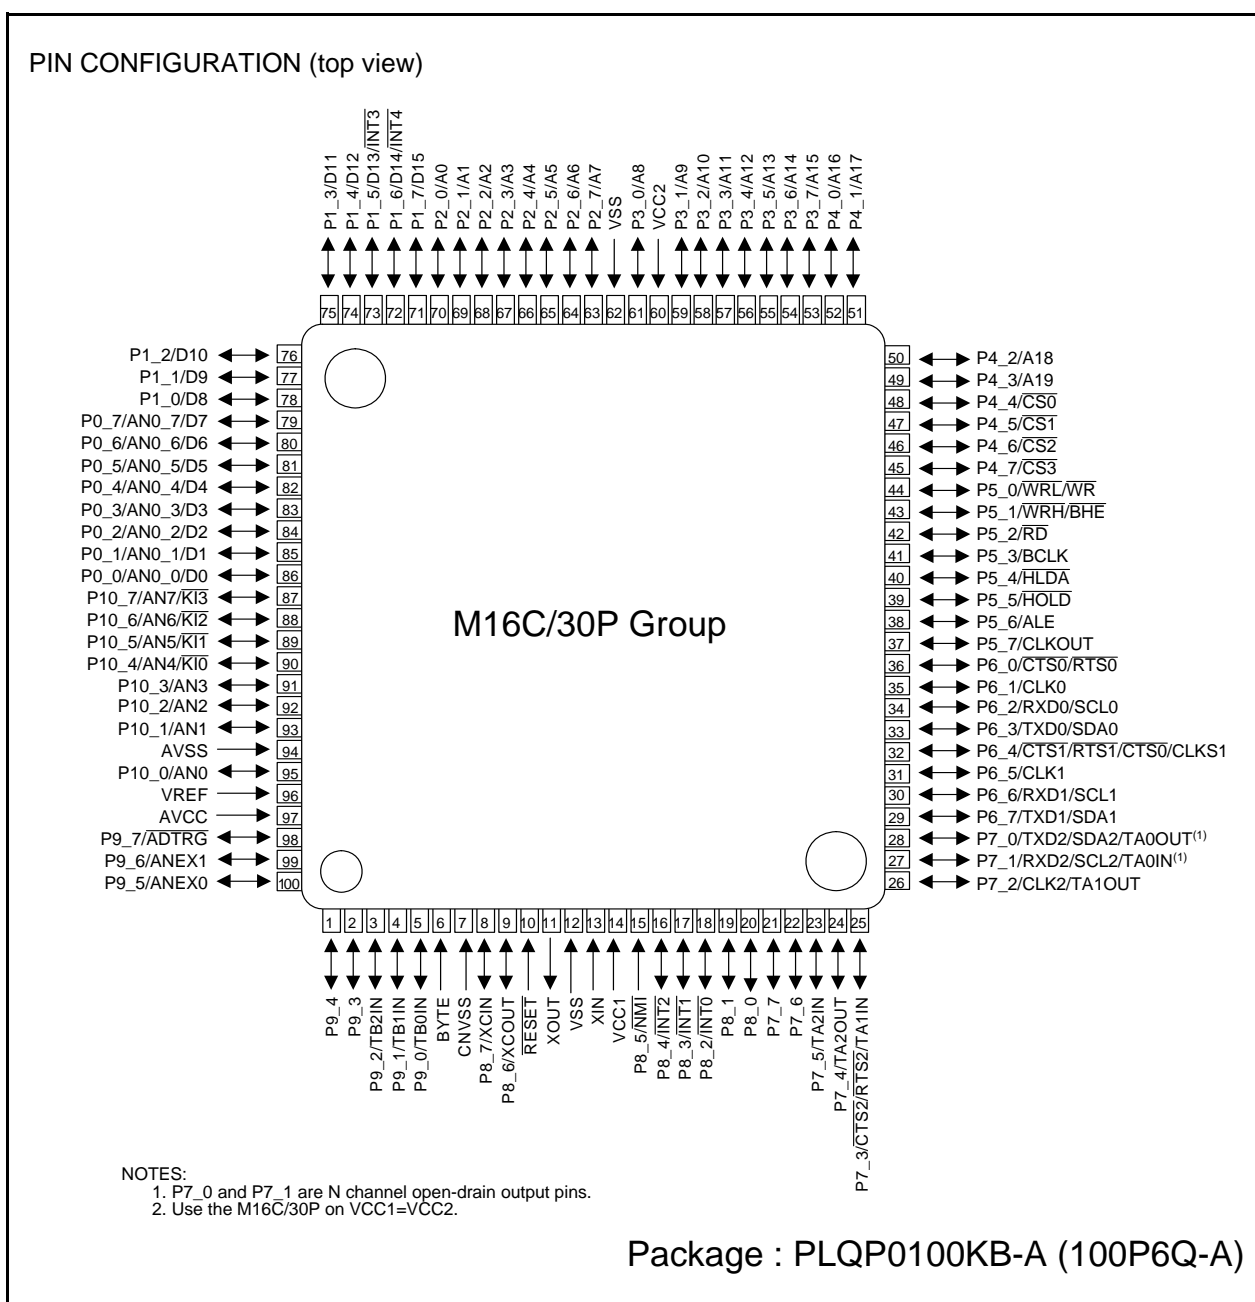 PIN CONFIGURATION (top view)
P1_3/D11
P1_4/D12
P1_5/D13/INT3
P1_6/D14/INT4
P1_7/D15
P2_0/A0
P2_1/A1
P2_2/A2
P2_3/A3
P2_4/A4
P2_5/A5
P2_6/A6
P2_7/A7
VSS
P3_0/A8
VCC2
P3_1/A9
P3_2/A10
P3_3/A11
P3_4/A12
P3_5/A13
P3_6/A14
P3_7/A15
P4_0/A16
P4_1/A17
75 74 73 72 71 70 69 68 67 66 65 64 63 62 61 60 59 58 57 56 55 54 53 52 51
P1_2/D10 76
P1_1/D9 77
P1_0/D8 78
P0_7/AN0_7/D7 79
P0_6/AN0_6/D6 80
P0_5/AN0_5/D5 81
P0_4/AN0_4/D4 82
P0_3/AN0_3/D3 83
P0_2/AN0_2/D2 84
P0_1/AN0_1/D1 85
P0_0/AN0_0/D0 86
P10_7/AN7/KI3 87
P10_6/AN6/KI2 88
P10_5/AN5/KI1 89
P10_4/AN4/KI0 90
P10_3/AN3 91
P10_2/AN2 92
P10_1/AN1 93
AVSS 94
P10_0/AN0 95
VREF 96
AVCC 97
P9_7/ADTRG 98
P9_6/ANEX1 99
P9_5/ANEX0 100
M16C/30P Group
50 P4_2/A18
49 P4_3/A19
48 P4_4/CS0
47 P4_5/CS1
46 P4_6/CS2
45 P4_7/CS3
44 P5_0/WRL/WR
43 P5_1/WRH/BHE
42 P5_2/RD
41 P5_3/BCLK
40 P5_4/HLDA
39 P5_5/HOLD
38 P5_6/ALE
37 P5_7/CLKOUT
36 P6_0/CTS0/RTS0
35 P6_1/CLK0
34 P6_2/RXD0/SCL0
33 P6_3/TXD0/SDA0
32 P6_4/CTS1/RTS1/CTS0/CLKS1
31 P6_5/CLK1
30 P6_6/RXD1/SCL1
29 P6_7/TXD1/SDA1
28 P7_0/TXD2/SDA2/TA0OUT(1)
27 P7_1/RXD2/SCL2/TA0IN(1)
26 P7_2/CLK2/TA1OUT
1 2 3 4 5 6 7 8 9 10 11 12 13 14 15 16 17 18 19 20 21 22 23 24 25
P9_4
P9_3
P9_2/TB2IN
P9_1/TB1IN
P9_0/TB0IN
BYTE
CNVSS
P8_7/XCIN
P8_6/XCOUT
RESET
XOUT
VSS
XIN
VCC1
P8_5/NMI
P8_4/INT2
P8_3/INT1
P8_2/INT0
P8_1
P8_0
P7_7
P7_6
P7_5/TA2IN
P7_4/TA2OUT
P7_3/CTS2/RTS2/TA1IN
NOTES:
1. P7_0 and P7_1 are N channel open-drain output pins.
2. Use the M16C/30P on VCC1=VCC2.
Package : PLQP0100KB-A (100P6Q-A)